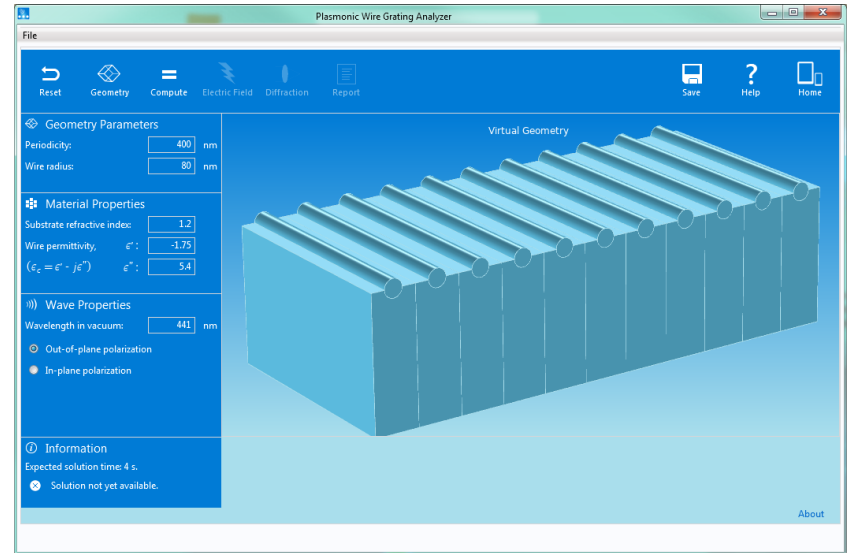 Plasmonic Wire Grating Analyzer
File
Reset Geometry Compute Electric Field Diffraction Report Save Help Home
Geometry Parameters
Periodicity: 400 nm
Wire radius: 80 nm
Material Properties
Substrate refractive index: 1.2
Wire permittivity, ε′ : -1.75
(εc = ε′ - jε″) ε″ : 5.4
Wave Properties
Wavelength in vacuum: 441 nm
Out-of-plane polarization
In-plane polarization
Information
Expected solution time: 4 s.
Solution not yet available.
Virtual Geometry
About